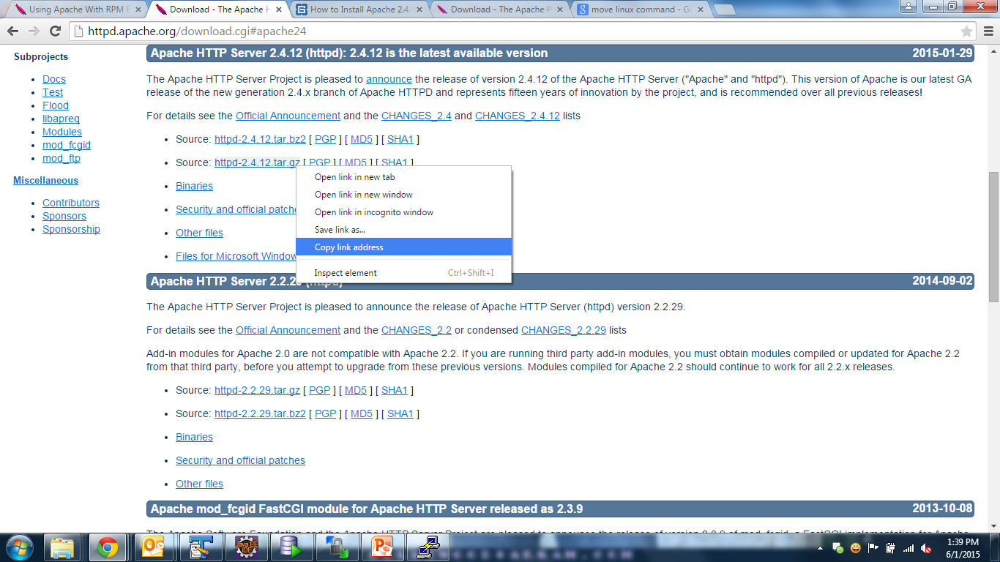 Using Apache With RPM B
Download - The Apache H
How to Install Apache 2.4.
Download - The Apache P
move linux command - Go
httpd.apache.org/download.cgi#apache24
Subprojects
Docs
Test
Flood
libapreq
Modules
mod_fcgid
mod_ftp
Miscellaneous
Contributors
Sponsors
Sponsorship
Apache HTTP Server 2.4.12 (httpd): 2.4.12 is the latest available version 2015-01-29
The Apache HTTP Server Project is pleased to announce the release of version 2.4.12 of the Apache HTTP Server ("Apache" and "httpd"). This version of Apache is our latest GA
release of the new generation 2.4.x branch of Apache HTTPD and represents fifteen years of innovation by the project, and is recommended over all previous releases!
For details see the Official Announcement and the CHANGES_2.4 and CHANGES_2.4.12 lists
Source: httpd-2.4.12.tar.bz2 [ PGP ] [ MD5 ] [ SHA1 ]
Source: httpd-2.4.12.tar.gz [ PGP ] [ MD5 ] [ SHA1 ]
Binaries
Security and official patche
Other files
Files for Microsoft Window
Open link in new tab
Open link in new window
Open link in incognito window
Save link as...
Copy link address
Inspect element Ctrl+Shift+I
Apache HTTP Server 2.2.29 (httpd) 2014-09-02
The Apache HTTP Server Project is pleased to announce the release of Apache HTTP Server (httpd) version 2.2.29.
For details see the Official Announcement and the CHANGES_2.2 or condensed CHANGES_2.2.29 lists
Add-in modules for Apache 2.0 are not compatible with Apache 2.2. If you are running third party add-in modules, you must obtain modules compiled or updated for Apache 2.2
from that third party, before you attempt to upgrade from these previous versions. Modules compiled for Apache 2.2 should continue to work for all 2.2.x releases.
Source: httpd-2.2.29.tar.gz [ PGP ] [ MD5 ] [ SHA1 ]
Source: httpd-2.2.29.tar.bz2 [ PGP ] [ MD5 ] [ SHA1 ]
Binaries
Security and official patches
Other files
Apache mod_fcgid FastCGI module for Apache HTTP Server released as 2.3.9 2013-10-08
Java EE
IDE
1:39 PM
6/1/2015